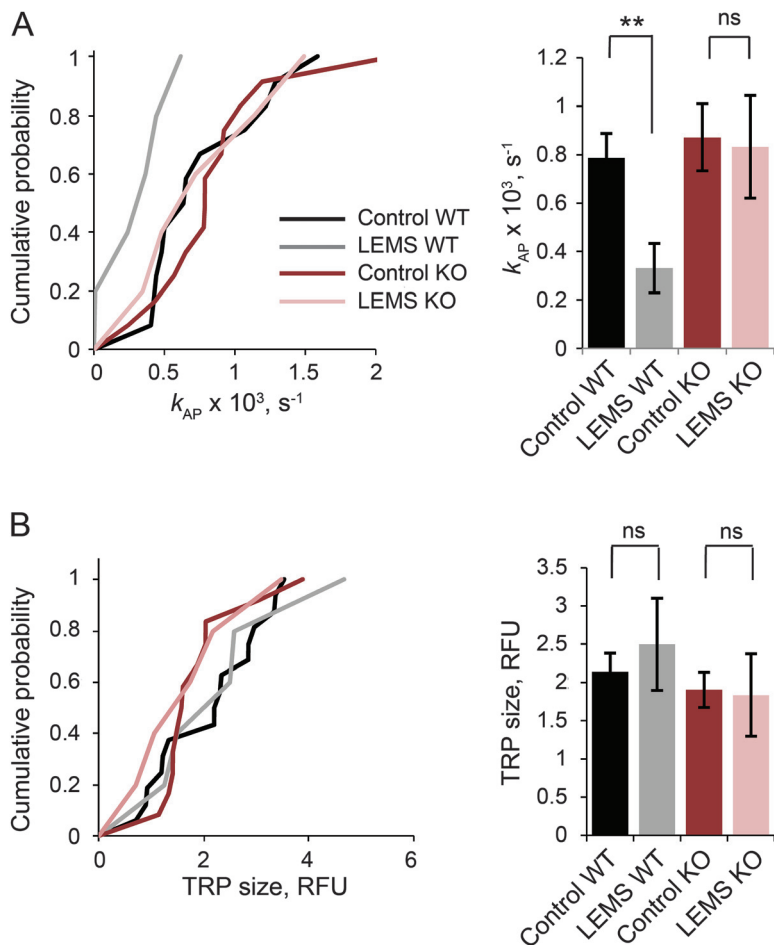 A
Cumulative probability
1
0.8
0.6
0.4
0.2
0
0
0.5
1
1.5
2
k_AP x 10³, s⁻¹
Control WT
LEMS WT
Control KO
LEMS KO
**
ns
k_AP x 10³, s⁻¹
1.2
1
0.8
0.6
0.4
0.2
0
Control WT
LEMS WT
Control KO
LEMS KO
B
Cumulative probability
1
0.8
0.6
0.4
0.2
0
0
2
4
6
TRP size, RFU
ns
ns
TRP size, RFU
3.5
3
2.5
2
1.5
1
0.5
0
Control WT
LEMS WT
Control KO
LEMS KO